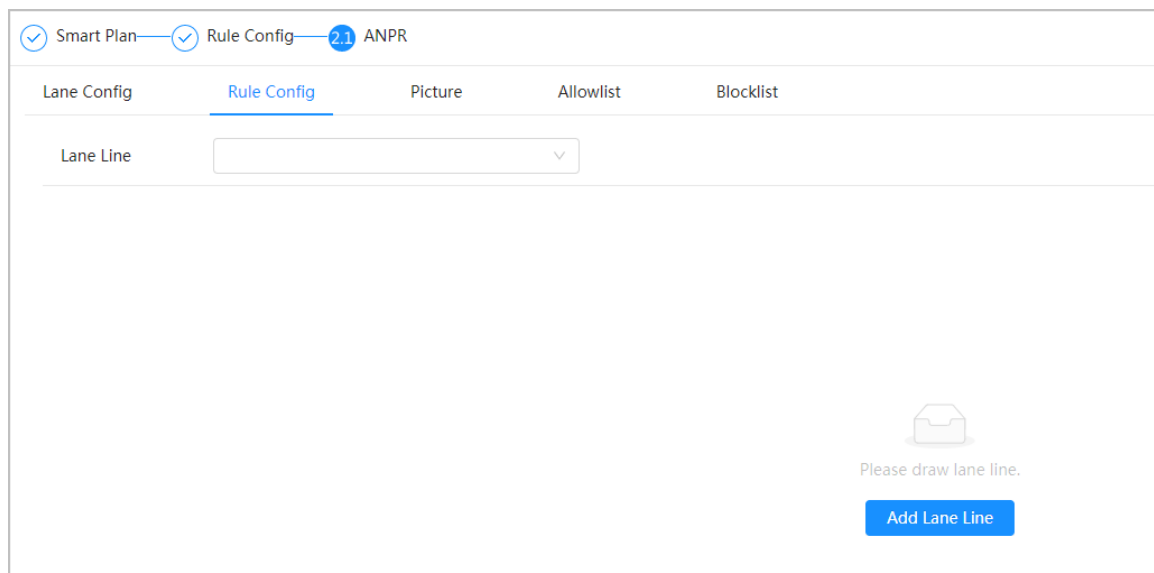 Smart Plan Rule Config 2.1 ANPR
Lane Config Rule Config Picture Allowlist Blocklist
Lane Line
Please draw lane line.
Add Lane Line